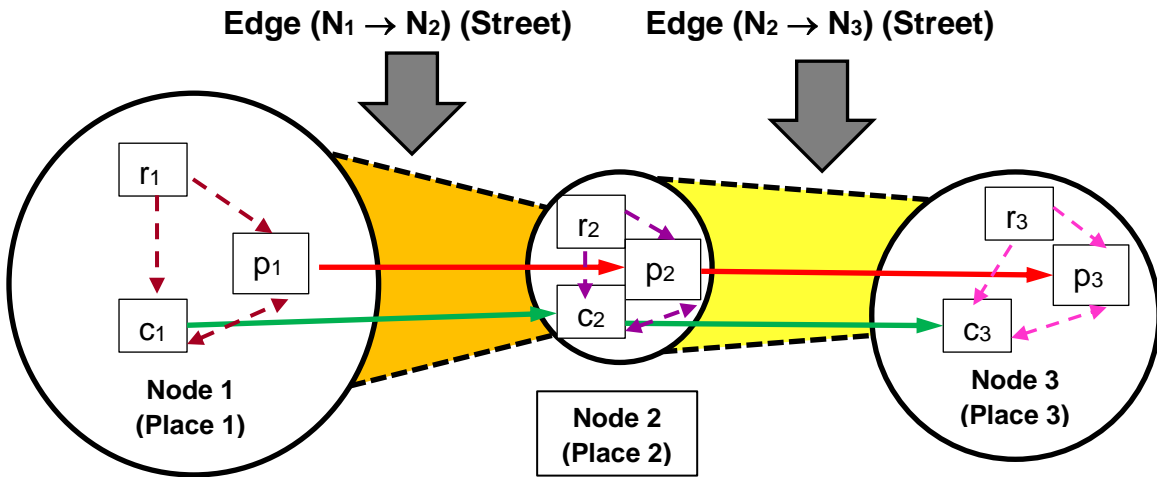 Edge (N₁ → N₂) (Street)
Edge (N₂ → N₃) (Street)
r₁
p₁
c₁
Node 1
(Place 1)
r₂
p₂
c₂
Node 2
(Place 2)
r₃
p₃
c₃
Node 3
(Place 3)